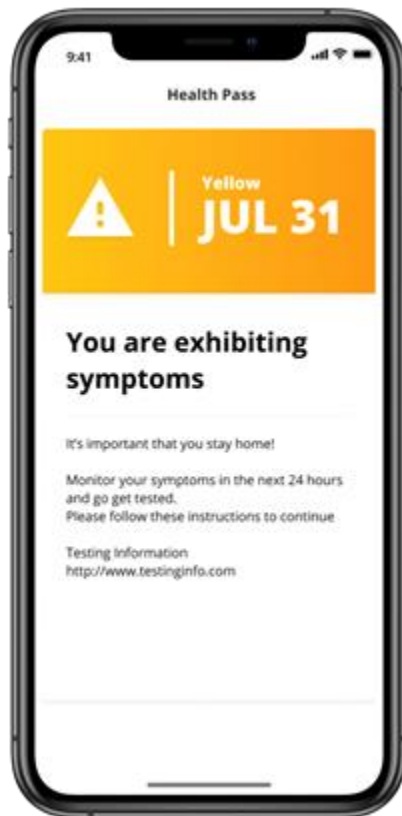 9:41
Health Pass
Yellow
JUL 31
You are exhibiting
symptoms
It's important that you stay home!
Monitor your symptoms in the next 24 hours
and go get tested.
Please follow these instructions to continue
Testing Information
http://www.testinginfo.com